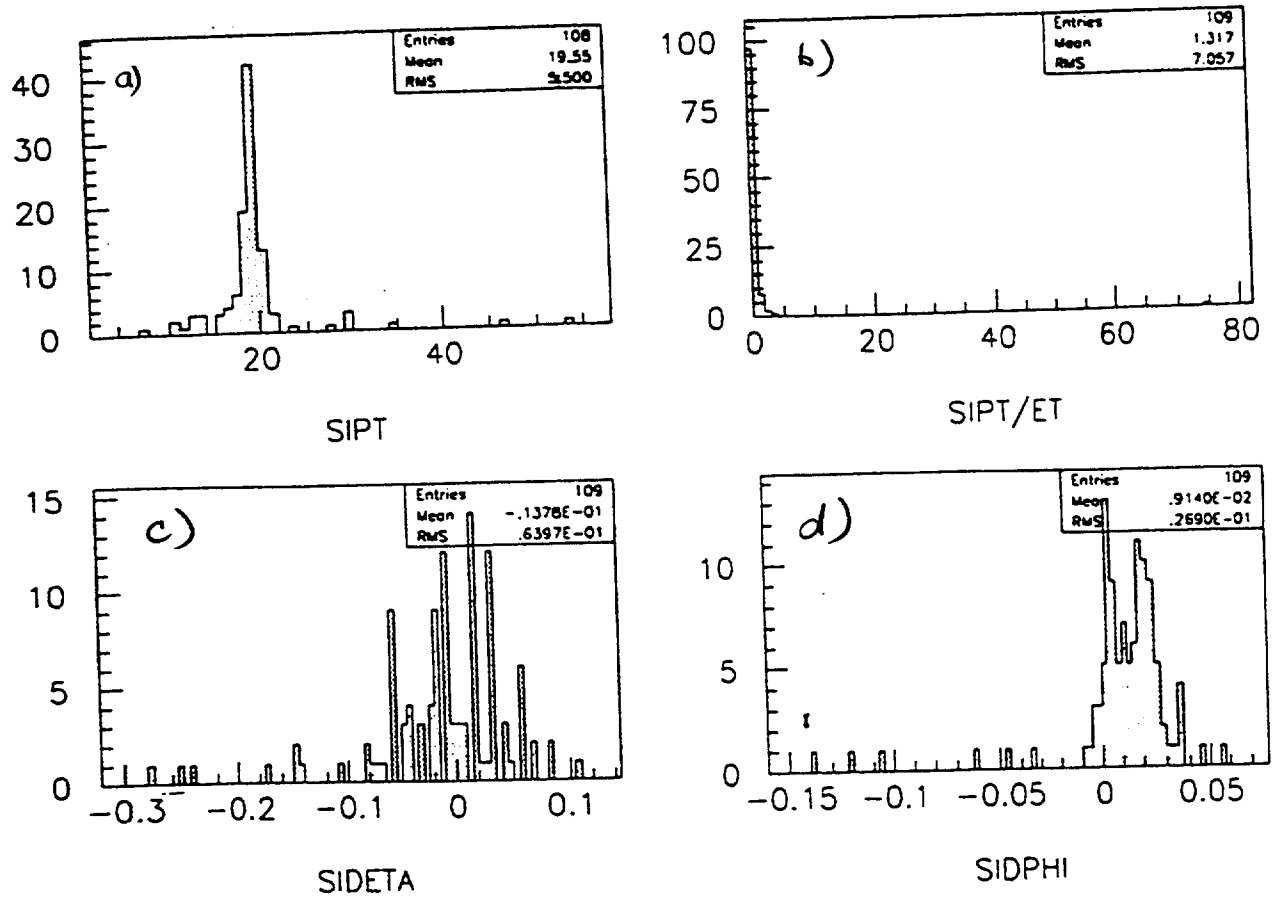 a)
Entries 108
Mean 19.55
RMS 5.500
40
30
20
10
0
20 40
SIPT
b)
Entries 109
Mean 1.317
RMS 7.057
100
75
50
25
0
0 20 40 60 80
SIPT/ET
c)
Entries 109
Mean -.1378E-01
RMS .6397E-01
15
10
5
0
-0.3 -0.2 -0.1 0 0.1
SIDETA
d)
Entries 109
Mean .9140E-02
RMS .2690E-01
10
5
0
-0.15 -0.1 -0.05 0 0.05
SIDPHI